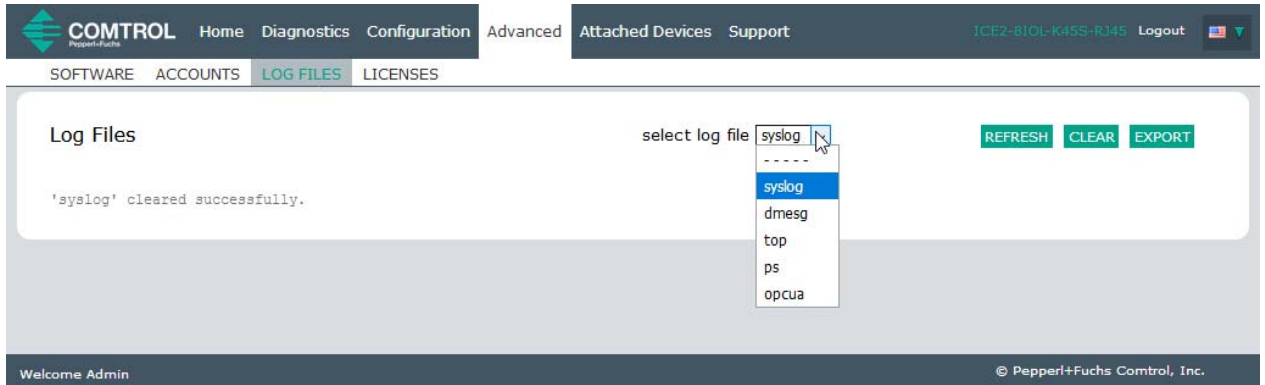 COMTROL Home Diagnostics Configuration Advanced Attached Devices Support ICE2-8IOL-K45S-RJ45 Logout
Pepperl+Fuchs
SOFTWARE ACCOUNTS LOG FILES LICENSES
Log Files select log file syslog REFRESH CLEAR EXPORT
- - - - -
syslog
'syslog' cleared successfully.
dmesg
top
ps
opcua
Welcome Admin © Pepperl+Fuchs Comtrol, Inc.